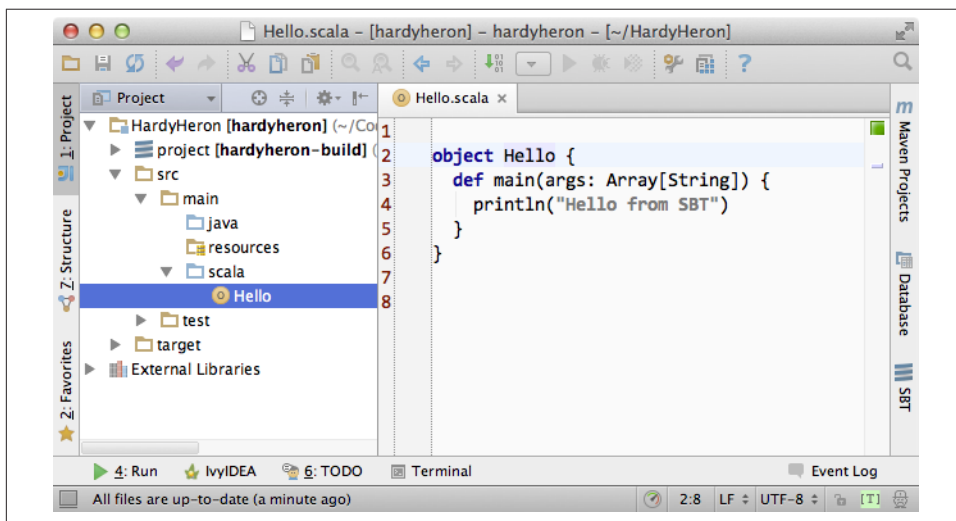 Hello.scala – [hardyheron] – hardyheron – [~/HardyHeron]
Project
Hello.scala
1: Project
Z: Structure
2: Favorites
HardyHeron [hardyheron] (~/Co
project [hardyheron-build] (
src
main
java
resources
scala
Hello
test
target
External Libraries
1
2 object Hello {
3 def main(args: Array[String]) {
4 println("Hello from SBT")
5 }
6 }
7
8
m
Maven Projects
Database
SBT
4: Run IvyIDEA 6: TODO Terminal Event Log
All files are up-to-date (a minute ago) 2:8 LF UTF-8 [T]